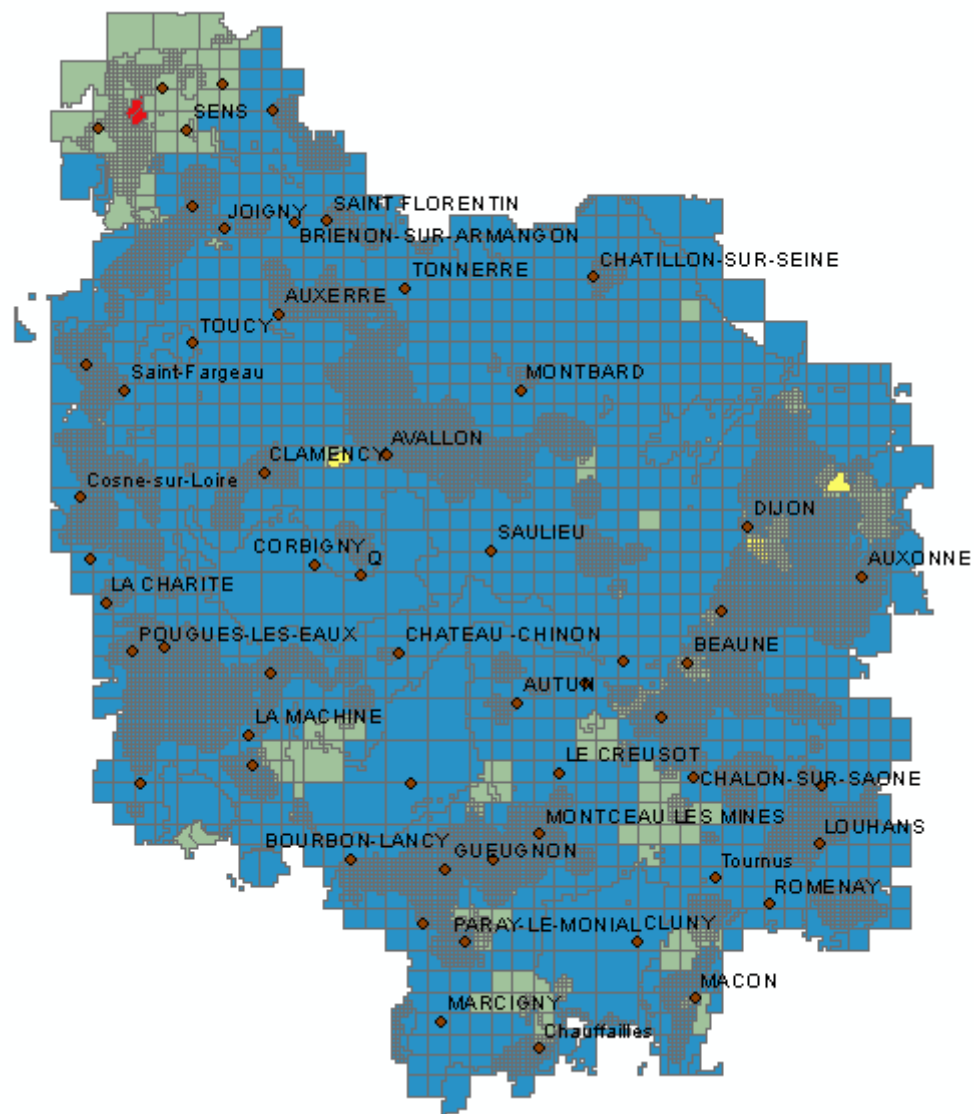 SENS
SAINT FLORENTIN
JOIGNY
BRIENON-SUR-ARMANGON
CHATILLON-SUR-SEINE
TONNERRE
AUXERRE
TOUCY
Saint-Fargeau
MONTBARD
AVALLON
CLAMENCY
Cosne-sur-Loire
DIJON
SAULIEU
CORBIGNY
Q
AUXONNE
LA CHARITE
POUGUES-LES-EAUX
CHATEAU -CHINON
BEAUNE
AUTUN
LA MACHINE
LE CREUSOT
CHALON-SUR-SAONE
MONTCEAU LES MINES
LOUHANS
BOURBON-LANCY
GUEUGNON
Tournus
ROMENAY
PARAY-LE-MONIAL
CLUNY
MACON
MARCIGNY
Chauffailles